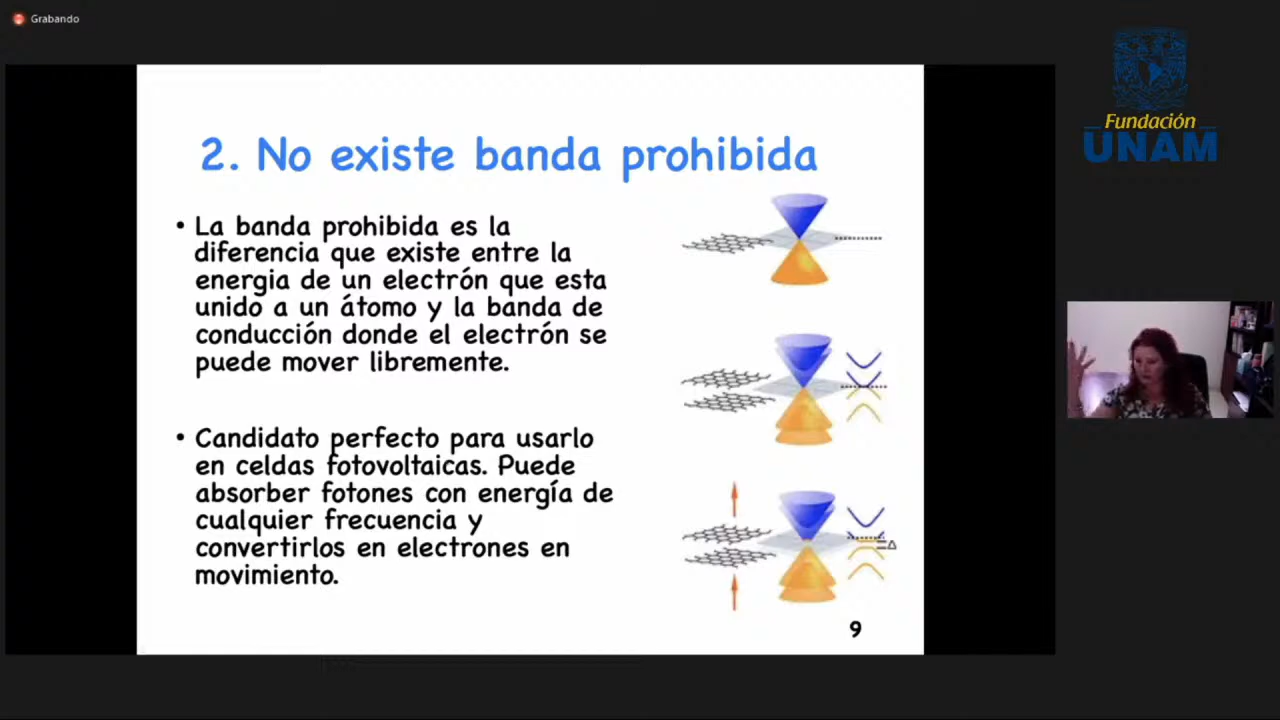 Grabando
Fundación
UNAM
2. No existe banda prohibida
• La banda prohibida es la
diferencia que existe entre la
energia de un electrón que esta
unido a un átomo y la banda de
conducción donde el electrón se
puede mover libremente.
• Candidato perfecto para usarlo
en celdas fotovoltaicas. Puede
absorber fotones con energía de
cualquier frecuencia y
convertirlos en electrones en
movimiento.
Δ
9